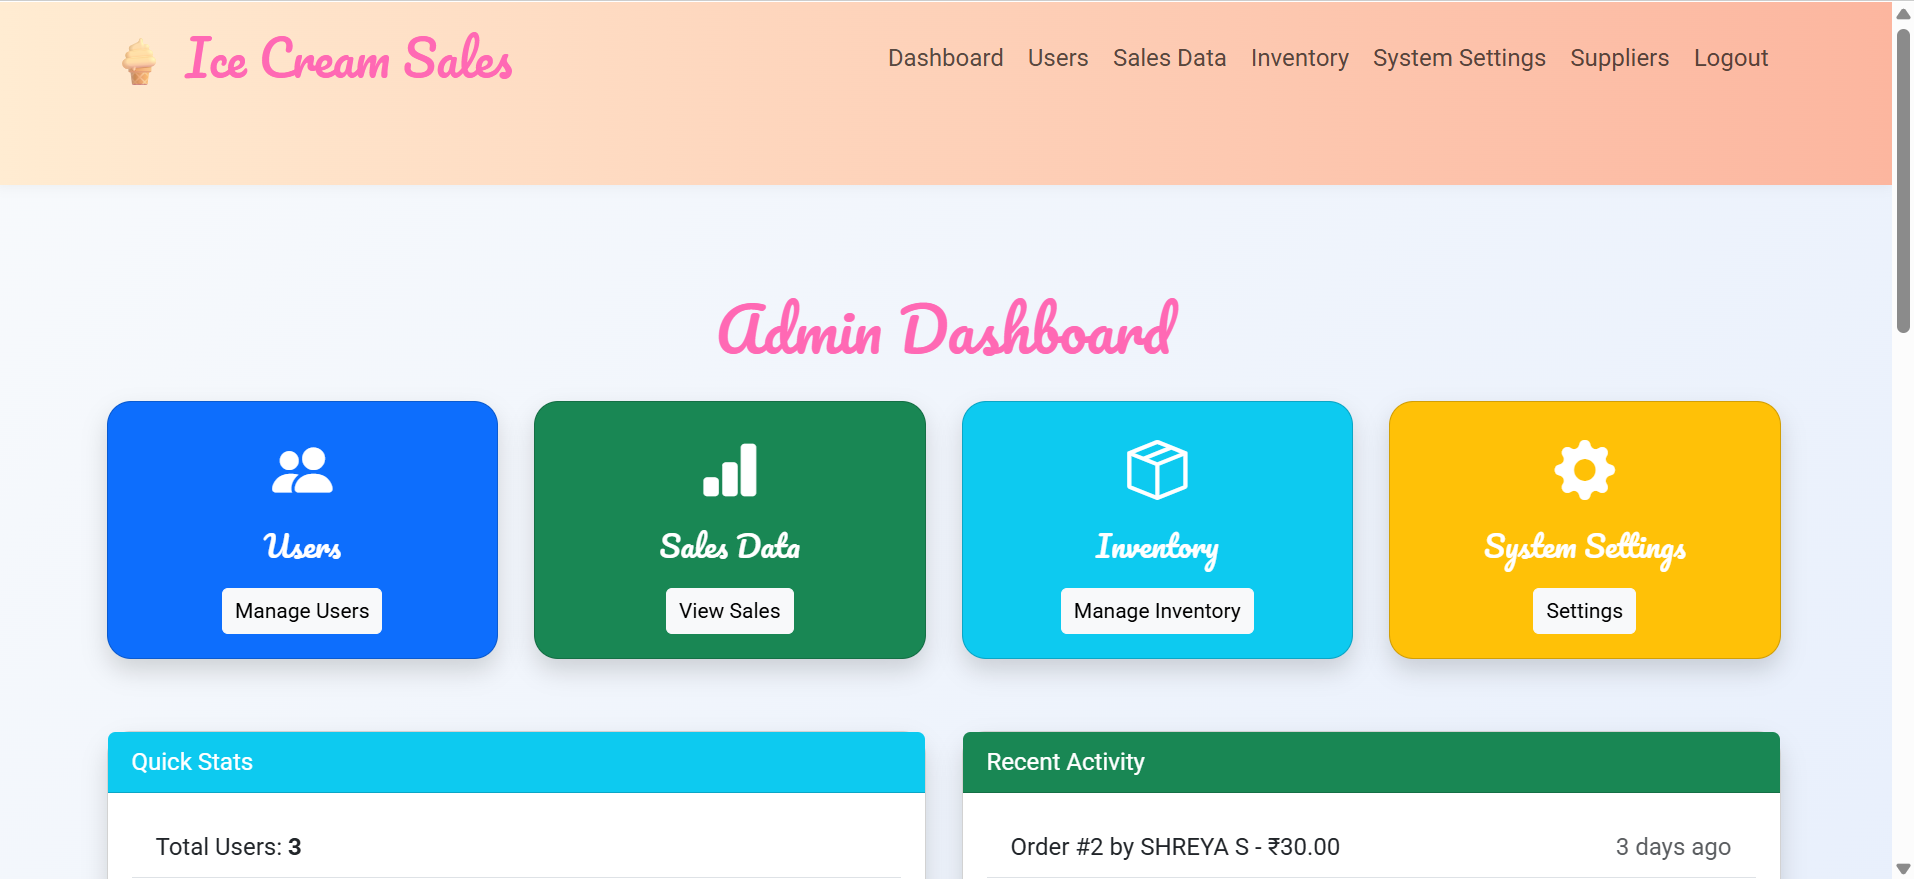 Ice Cream Sales
Dashboard Users Sales Data Inventory System Settings Suppliers Logout
Admin Dashboard
Users
Manage Users
Sales Data
View Sales
Inventory
Manage Inventory
System Settings
Settings
Quick Stats
Total Users: 3
Recent Activity
Order #2 by SHREYA S - ₹30.00 3 days ago